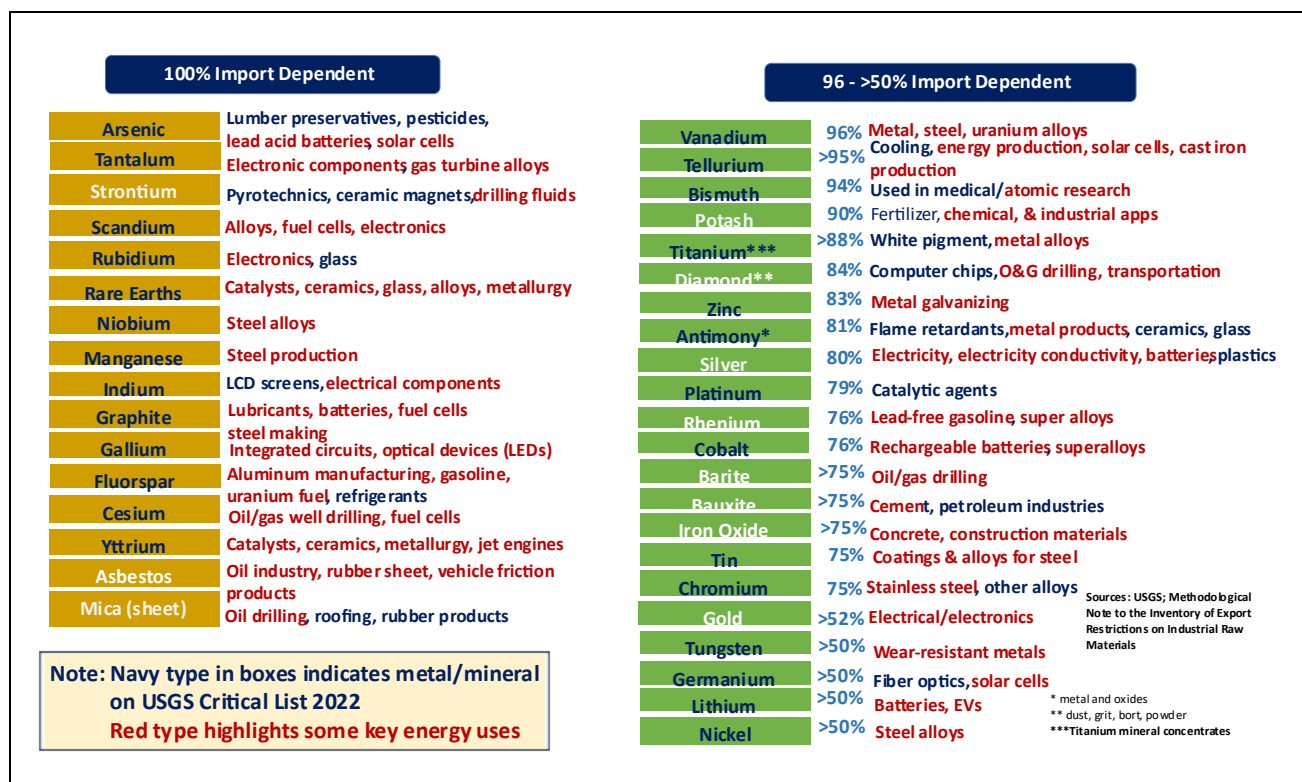 100% Import Dependent
Arsenic
Lumber preservatives, pesticides,
lead acid batteries, solar cells
Tantalum
Electronic components, gas turbine alloys
Strontium
Pyrotechnics, ceramic magnets,drilling fluids
Scandium
Alloys, fuel cells, electronics
Rubidium
Electronics, glass
Rare Earths
Catalysts, ceramics, glass, alloys, metallurgy
Niobium
Steel alloys
Manganese
Steel production
Indium
LCD screens, electrical components
Graphite
Lubricants, batteries, fuel cells
steel making
Gallium
Integrated circuits, optical devices (LEDs)
Fluorspar
Aluminum manufacturing, gasoline,
uranium fuel, refrigerants
Cesium
Oil/gas well drilling, fuel cells
Yttrium
Catalysts, ceramics, metallurgy, jet engines
Asbestos
Oil industry, rubber sheet, vehicle friction
products
Mica (sheet)
Oil drilling, roofing, rubber products
Note: Navy type in boxes indicates metal/mineral
on USGS Critical List 2022
Red type highlights some key energy uses
96 - >50% Import Dependent
Vanadium 96% Metal, steel, uranium alloys
Tellurium >95% Cooling, energy production, solar cells, cast iron
production
Bismuth 94% Used in medical/atomic research
Potash 90% Fertilizer, chemical, & industrial apps
Titanium*** >88% White pigment, metal alloys
Diamond** 84% Computer chips, O&G drilling, transportation
Zinc 83% Metal galvanizing
Antimony* 81% Flame retardants,metal products, ceramics, glass
Silver 80% Electricity, electricity conductivity, batteries,plastics
Platinum 79% Catalytic agents
Rhenium 76% Lead-free gasoline, super alloys
Cobalt 76% Rechargeable batteries, superalloys
Barite >75% Oil/gas drilling
Bauxite >75% Cement, petroleum industries
Iron Oxide >75% Concrete, construction materials
Tin 75% Coatings & alloys for steel
Chromium 75% Stainless steel, other alloys
Gold >52% Electrical/electronics
Tungsten >50% Wear-resistant metals
Germanium >50% Fiber optics, solar cells
Lithium >50% Batteries, EVs
Nickel >50% Steel alloys
Sources: USGS; Methodological
Note to the Inventory of Export
Restrictions on Industrial Raw
Materials
* metal and oxides
** dust, grit, bort, powder
***Titanium mineral concentrates